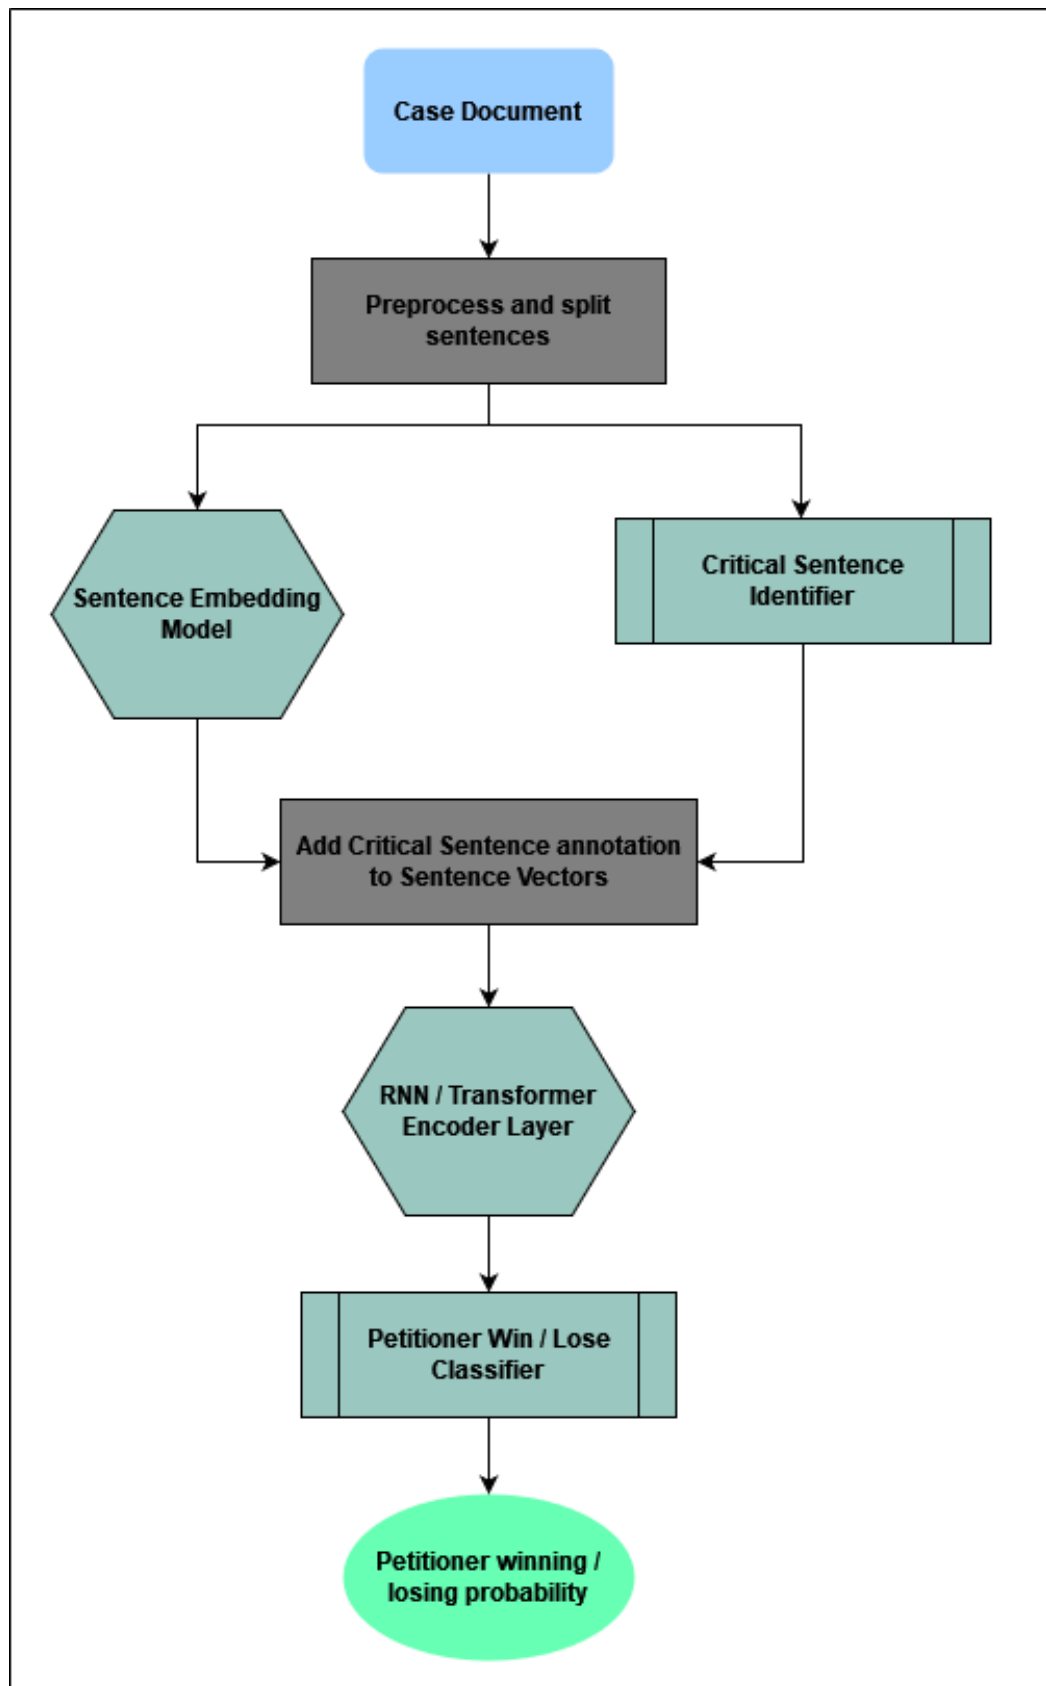 Case Document
Preprocess and split
sentences
Sentence Embedding
Model
Critical Sentence
Identifier
Add Critical Sentence annotation
to Sentence Vectors
RNN / Transformer
Encoder Layer
Petitioner Win / Lose
Classifier
Petitioner winning /
losing probability